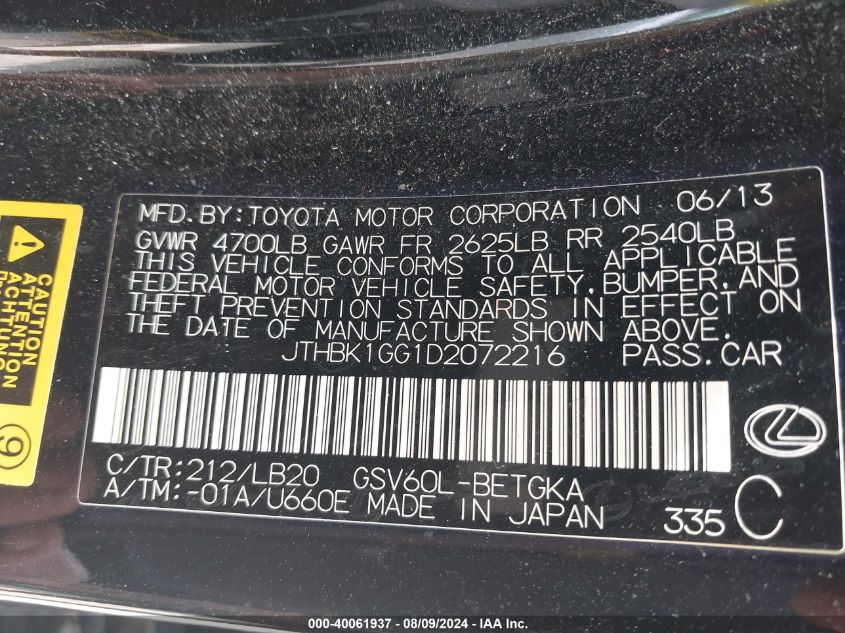 MFD. BY: TOYOTA MOTOR CORPORATION 06/13
GVWR 4700LB GAWR FR 2625LB RR 2540LB
THIS VEHICLE CONFORMS TO ALL APPLICABLE
FEDERAL MOTOR VEHICLE SAFETY, BUMPER, AND
THEFT PREVENTION STANDARDS IN EFFECT ON
THE DATE OF MANUFACTURE SHOWN ABOVE.
JTHBK1GG1D2072216 PASS. CAR
C/TR: 212/LB20 GSV60L-BETGKA
A/TM: -01A/U660E MADE IN JAPAN
335 C
CAUTION
ATTENTION
ACHTUNG
000-40061937 - 08/09/2024 - IAA Inc.